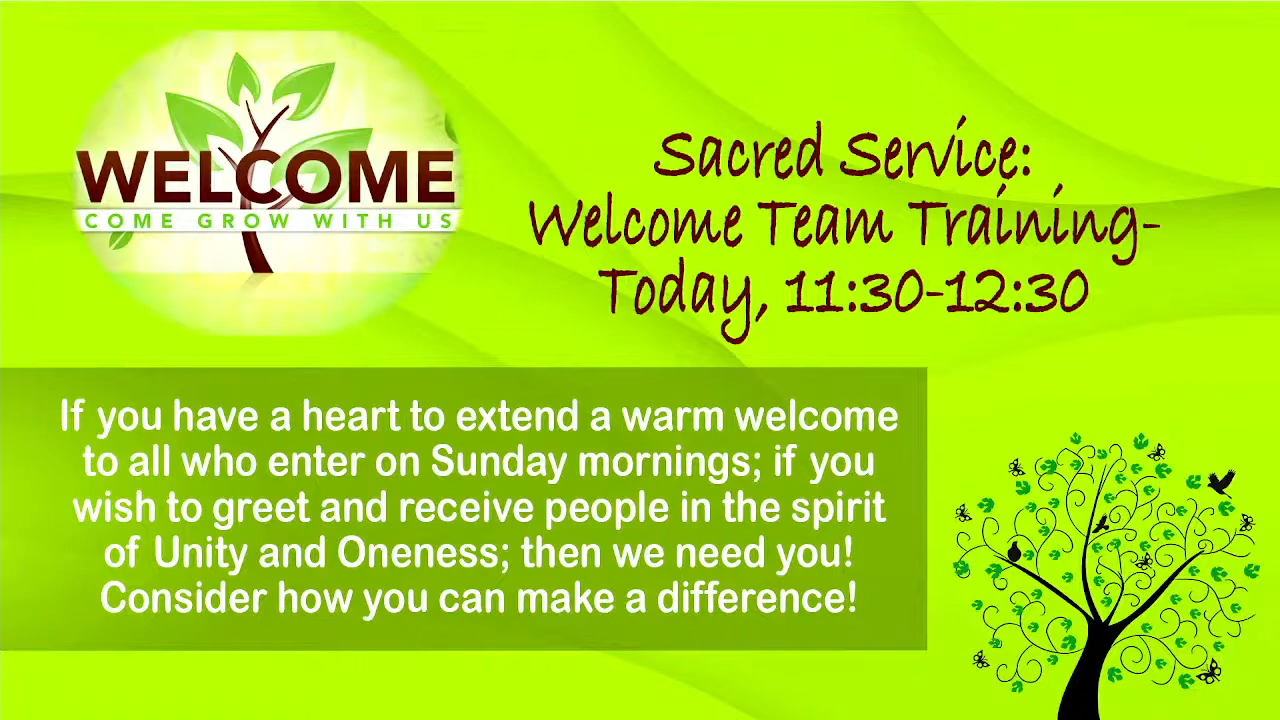 WELCOME
COME GROW WITH US
Sacred Service:
Welcome Team Training-
Today, 11:30-12:30
If you have a heart to extend a warm welcome
to all who enter on Sunday mornings; if you
wish to greet and receive people in the spirit
of Unity and Oneness; then we need you!
Consider how you can make a difference!